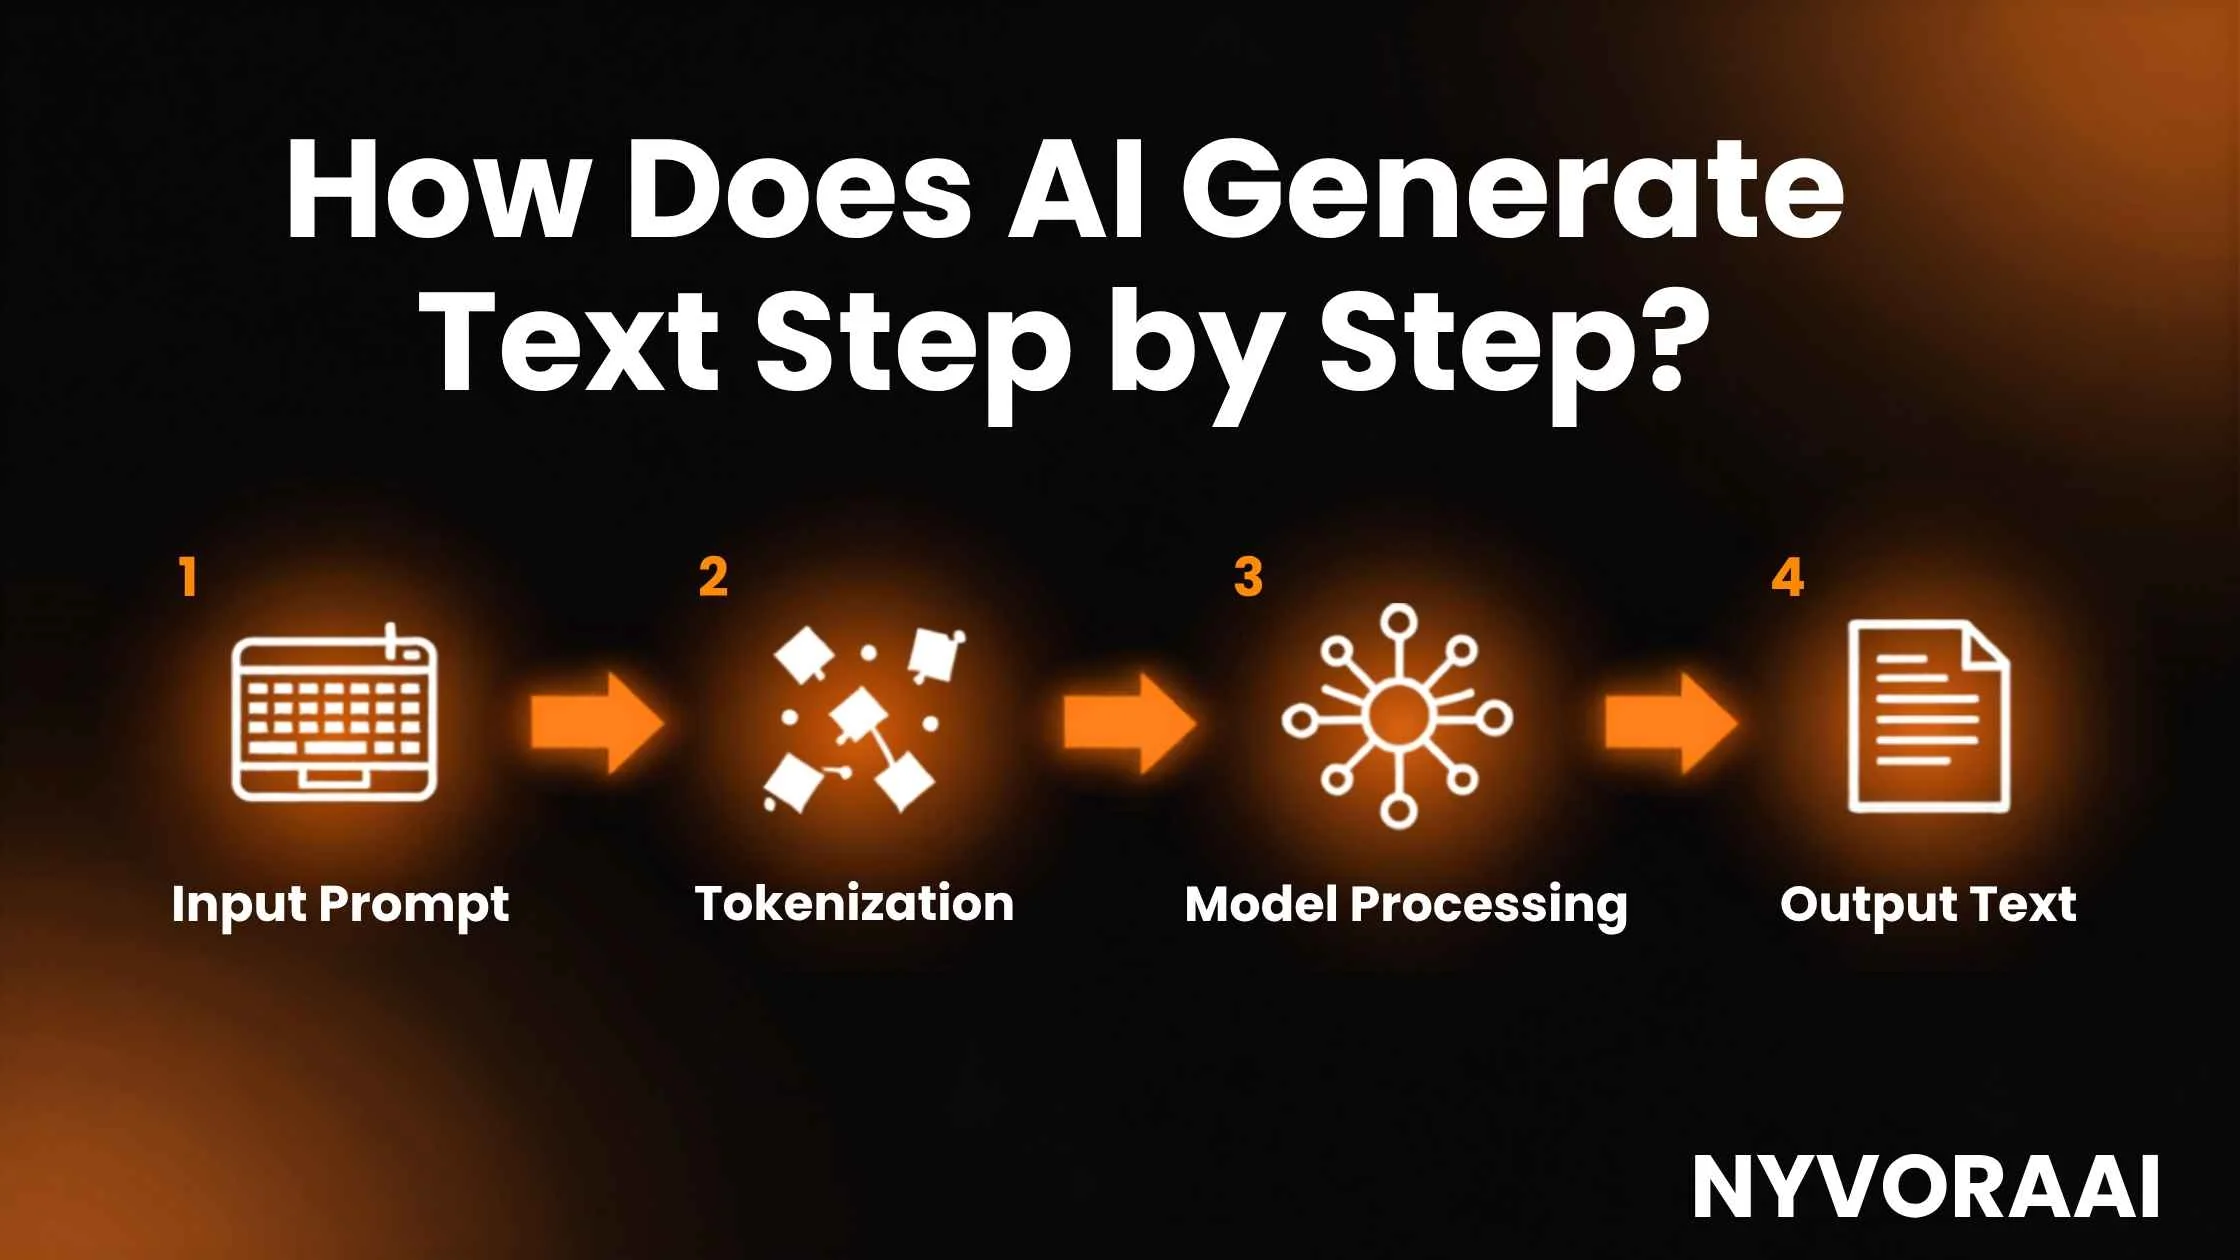 How Does AI Generate
Text Step by Step?
1
2
3
4
Input Prompt
Tokenization
Model Processing
Output Text
NYVORAAI